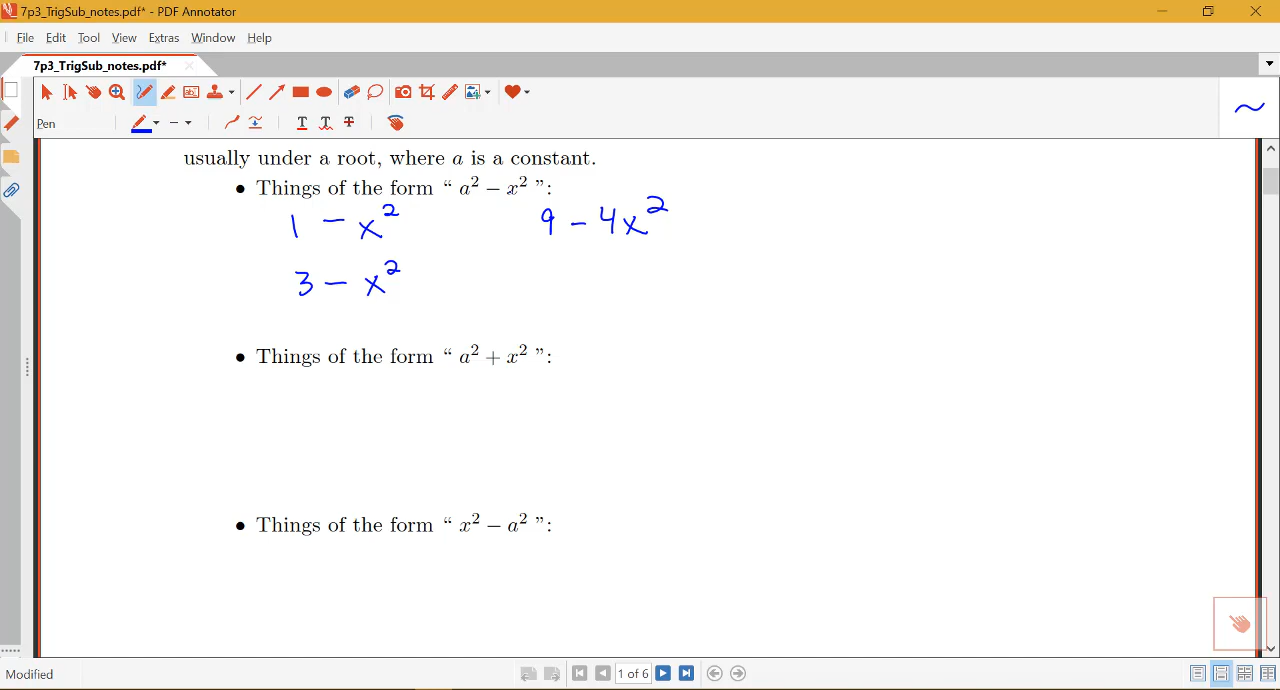 7p3_TrigSub_notes.pdf* - PDF Annotator
File Edit Tool View Extras Window Help
7p3_TrigSub_notes.pdf*
Pen
usually under a root, where a is a constant.
• Things of the form “ a² − x² ”:
1 − x² 9 − 4x²
3 − x²
• Things of the form “ a² + x² ”:
• Things of the form “ x² − a² ”:
Modified 1 of 6